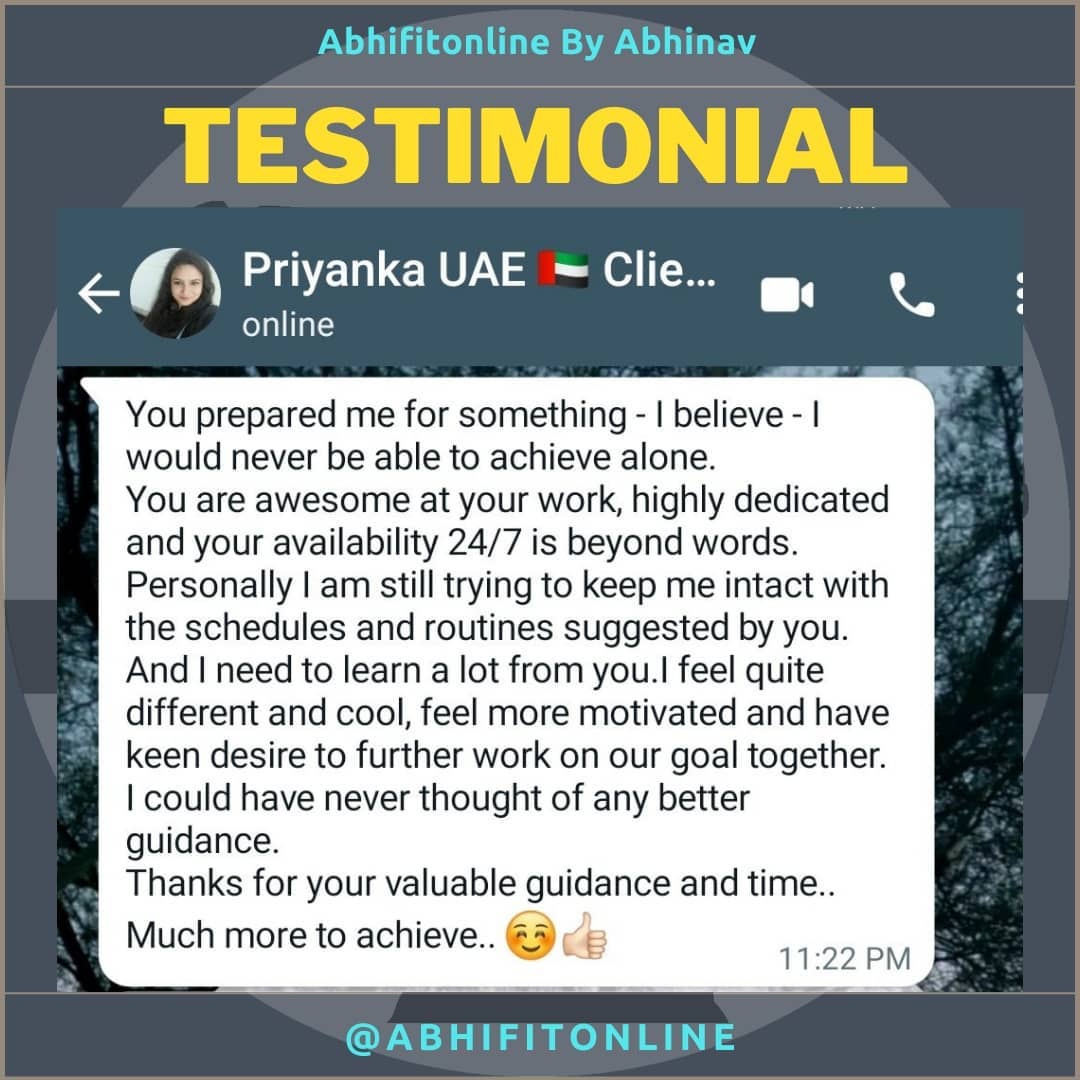 Abhifitonline By Abhinav
TESTIMONIAL
Priyanka UAE 🇦🇪 Clie...
online
You prepared me for something - I believe - I
would never be able to achieve alone.
You are awesome at your work, highly dedicated
and your availability 24/7 is beyond words.
Personally I am still trying to keep me intact with
the schedules and routines suggested by you.
And I need to learn a lot from you.I feel quite
different and cool, feel more motivated and have
keen desire to further work on our goal together.
I could have never thought of any better
guidance.
Thanks for your valuable guidance and time..
Much more to achieve.. ☺️👍🏻
11:22 PM
@ABHIFITONLINE